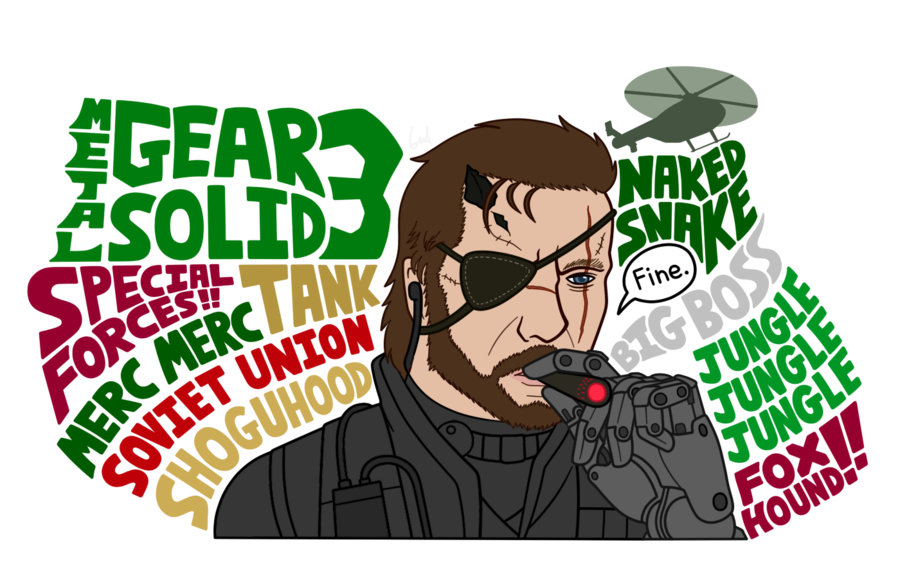 METAL
GEAR
SOLID 3
SPECIAL
FORCES!!
TANK
MERC MERC
SOVIET UNION
SHOGUHOOD
NAKED
SNAKE
Fine.
BIG BOSS
JUNGLE
JUNGLE
JUNGLE
FOX
HOUND!!